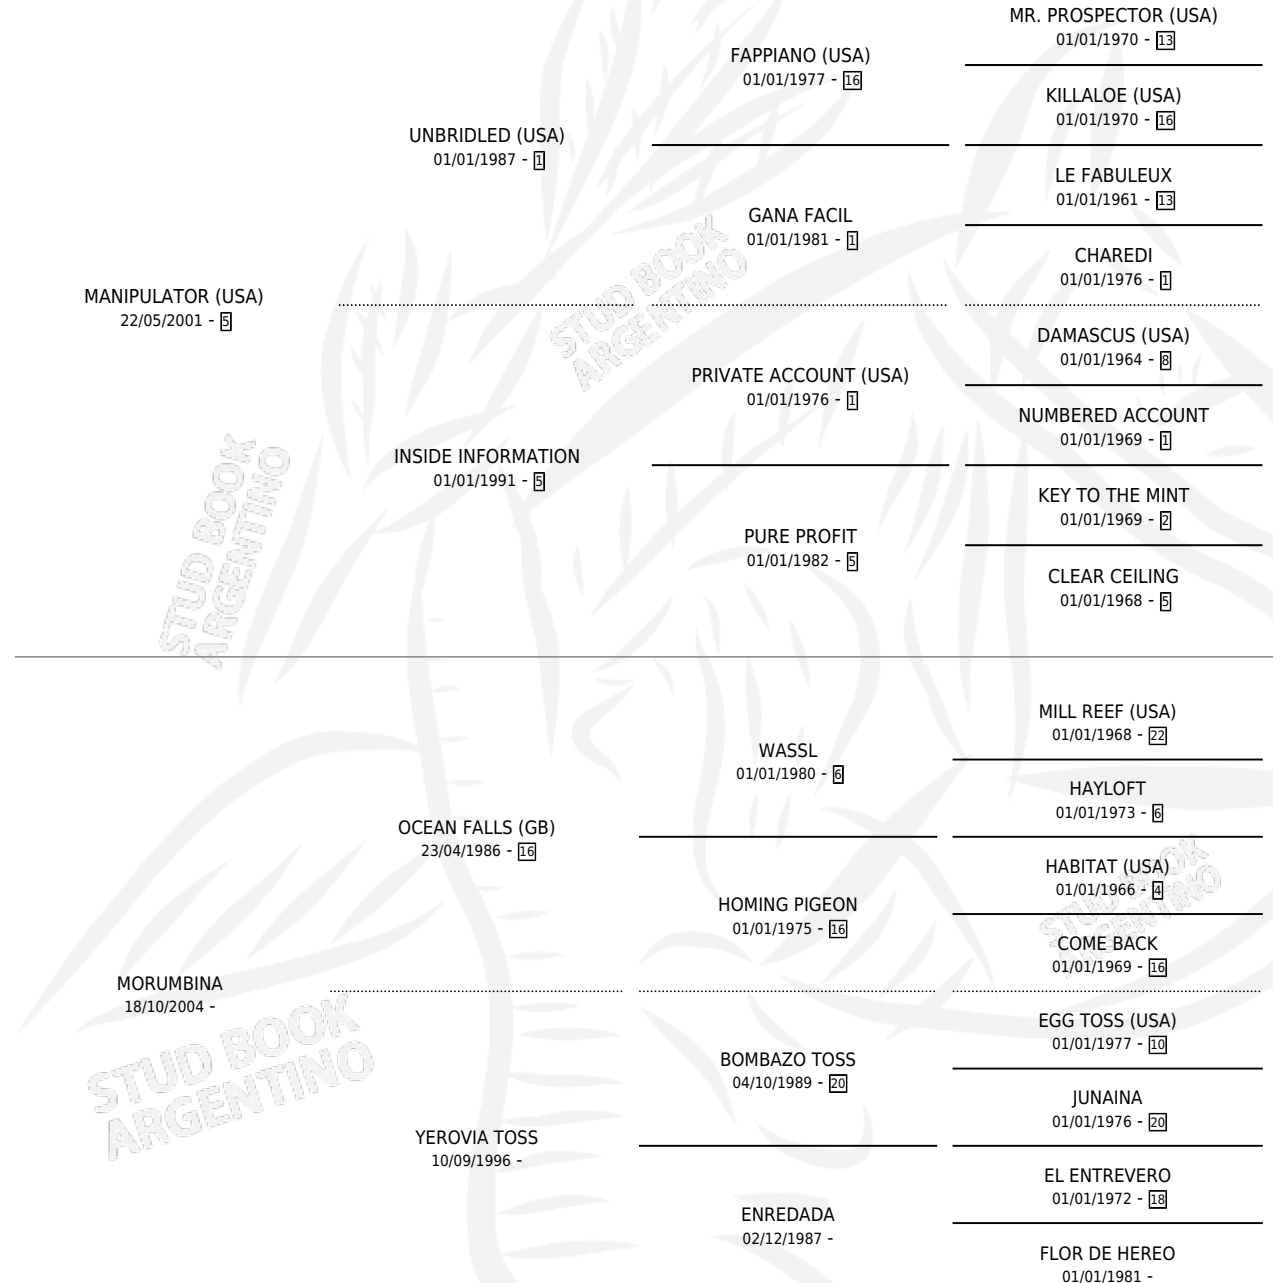 MR. PROSPECTOR (USA)
01/01/1970 - 13
FAPPIANO (USA)
01/01/1977 - 16
KILLALOE (USA)
01/01/1970 - 16
UNBRIDLED (USA)
01/01/1987 - 1
LE FABULEUX
01/01/1961 - 13
GANA FACIL
01/01/1981 - 1
CHAREDI
01/01/1976 - 1
MANIPULATOR (USA)
22/05/2001 - 5
DAMASCUS (USA)
01/01/1964 - 8
PRIVATE ACCOUNT (USA)
01/01/1976 - 1
NUMBERED ACCOUNT
01/01/1969 - 1
INSIDE INFORMATION
01/01/1991 - 5
KEY TO THE MINT
01/01/1969 - 2
PURE PROFIT
01/01/1982 - 5
CLEAR CEILING
01/01/1968 - 5
MILL REEF (USA)
01/01/1968 - 22
WASSL
01/01/1980 - 6
HAYLOFT
01/01/1973 - 6
OCEAN FALLS (GB)
23/04/1986 - 16
HABITAT (USA)
01/01/1966 - 4
HOMING PIGEON
01/01/1975 - 16
COME BACK
01/01/1969 - 16
MORUMBINA
18/10/2004 -
EGG TOSS (USA)
01/01/1977 - 10
BOMBAZO TOSS
04/10/1989 - 20
JUNAINA
01/01/1976 - 20
YEROVIA TOSS
10/09/1996 -
EL ENTREVERO
01/01/1972 - 18
ENREDADA
02/12/1987 -
FLOR DE HEREO
01/01/1981 -
STUD BOOK
ARGENTINO
STUD BOOK
ARGENTINO
STUD BOOK
ARGENTINO
STUD BOOK
ARGENTINO